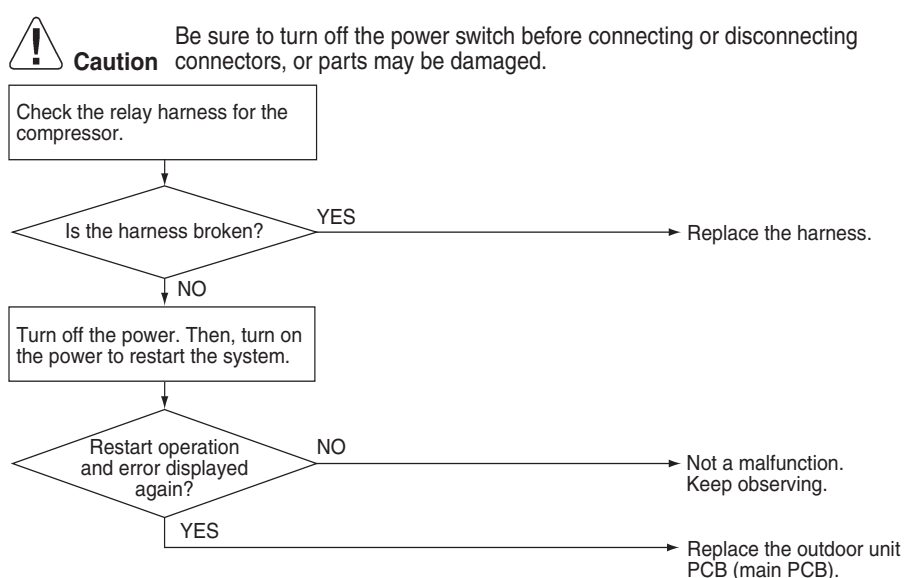 Be sure to turn off the power switch before connecting or disconnecting
Caution connectors, or parts may be damaged.
Check the relay harness for the
compressor.
Is the harness broken?
YES
Replace the harness.
NO
Turn off the power. Then, turn on
the power to restart the system.
Restart operation
and error displayed
again?
NO
Not a malfunction.
Keep observing.
YES
Replace the outdoor unit
PCB (main PCB).